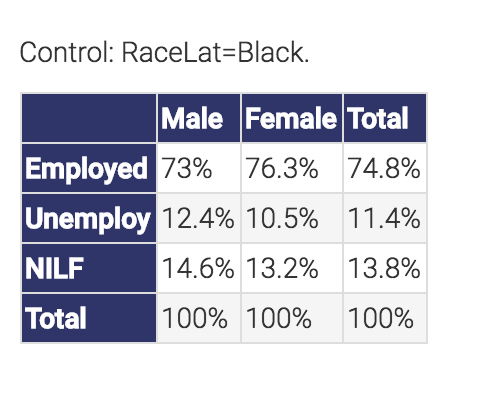 Control: RaceLat=Black.
Male Female Total
Employed 73% 76.3% 74.8%
Unemploy 12.4% 10.5% 11.4%
NILF 14.6% 13.2% 13.8%
Total 100% 100% 100%